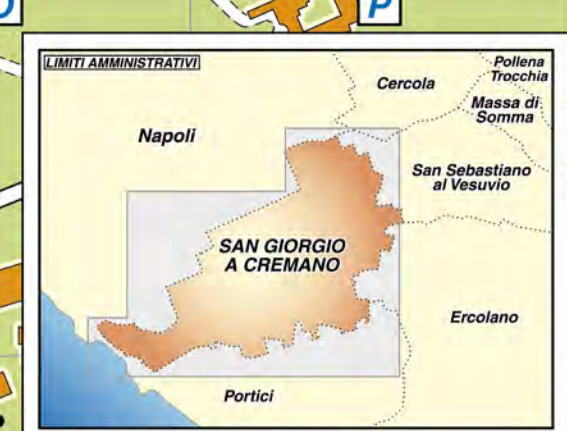 P
LIMITI AMMINISTRATIVI
Pollena
Trocchia
Cercola
Massa di
Somma
Napoli
San Sebastiano
al Vesuvio
SAN GIORGIO
A CREMANO
Ercolano
Portici